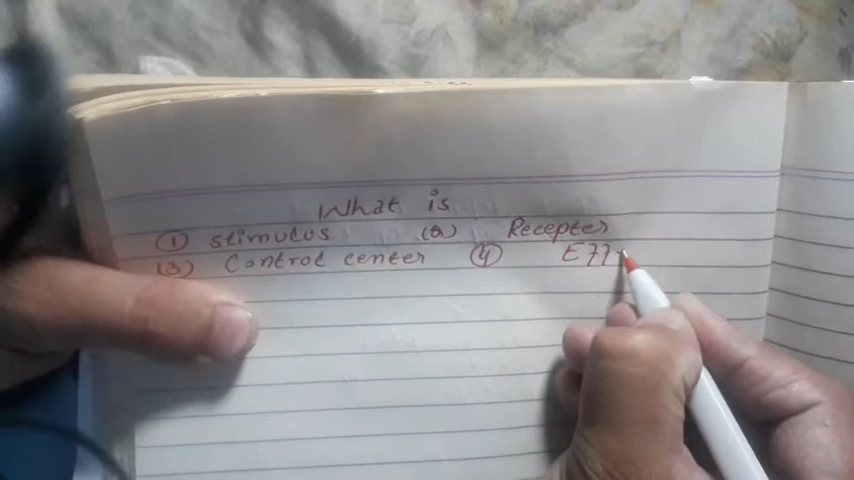 What is
① stimulus (2) Recepter
(3) Control center ④ Eff